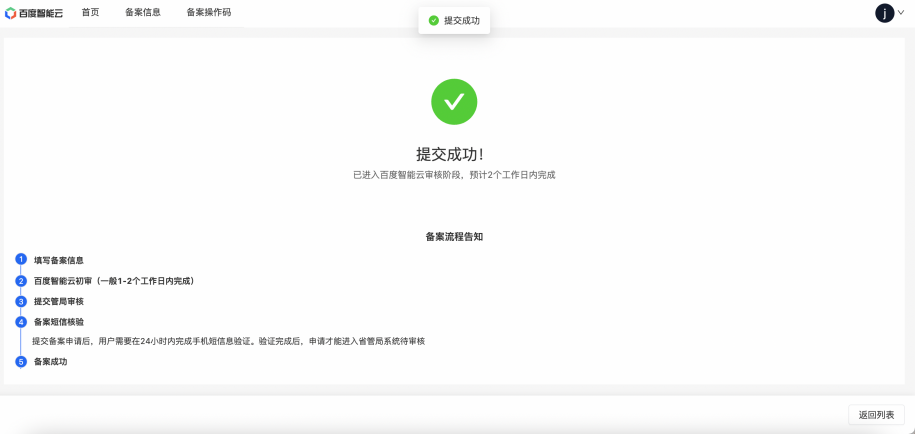 百度智能云 首页 备案信息 备案操作码
提交成功
j
提交成功！
已进入百度智能云审核阶段，预计2个工作日内完成
备案流程告知
1 填写备案信息
2 百度智能云初审（一般1-2个工作日内完成）
3 提交管局审核
4 备案短信核验
提交备案申请后，用户需要在24小时内完成手机短信息验证。验证完成后，申请才能进入省管局系统待审核
5 备案成功
返回列表